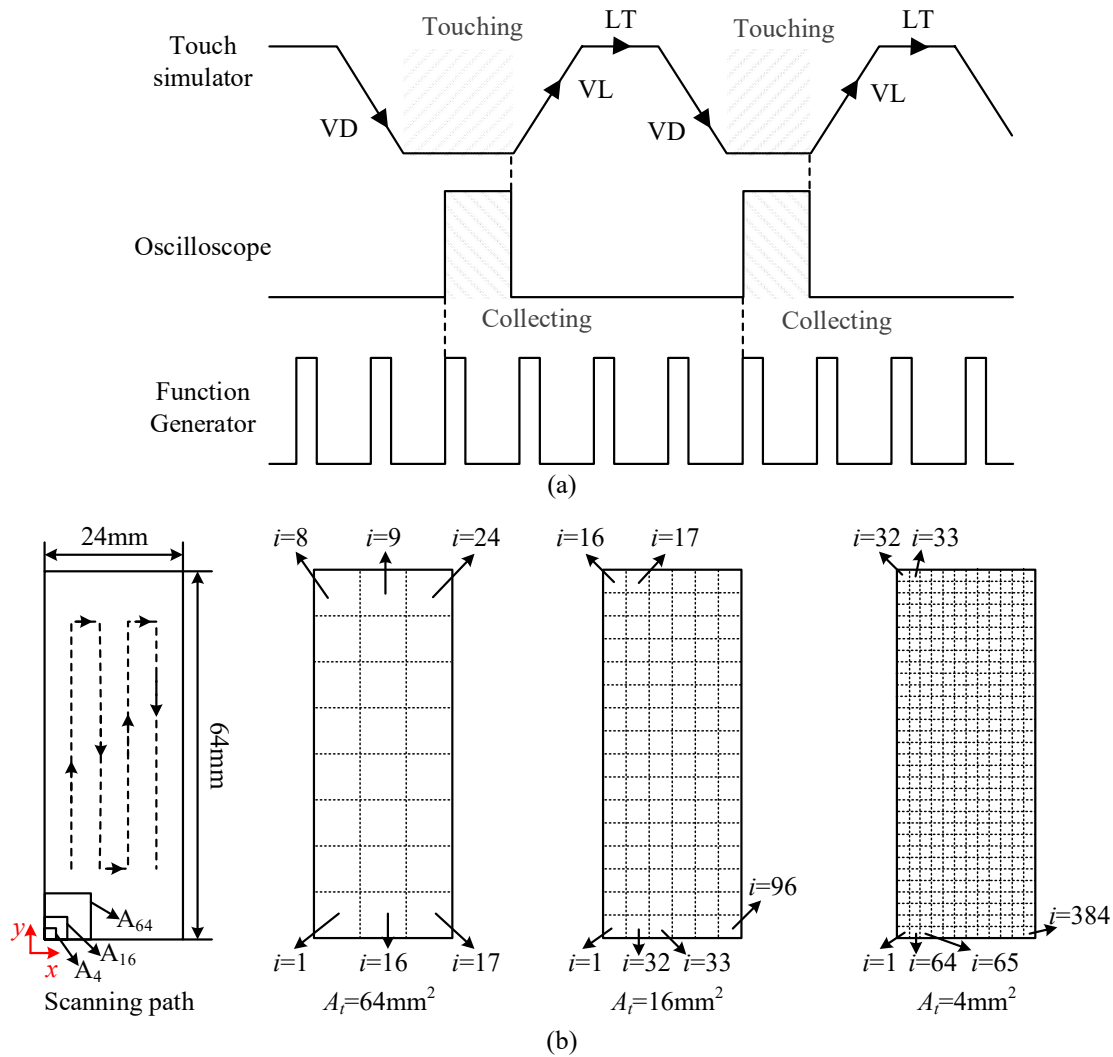 LT
LT
Touching
Touching
Touch
simulator
VL
VL
VD
VD
Oscilloscope
Collecting
Collecting
Function
Generator
(a)
24mm
i=8
i=9
i=24
i=16
i=17
i=32
i=33
64mm
i=96
i=384
A64
A16
A4
y
x
i=1
i=16
i=17
i=1
i=32
i=33
i=1
i=64
i=65
Scanning path
At=64mm²
At=16mm²
At=4mm²
(b)